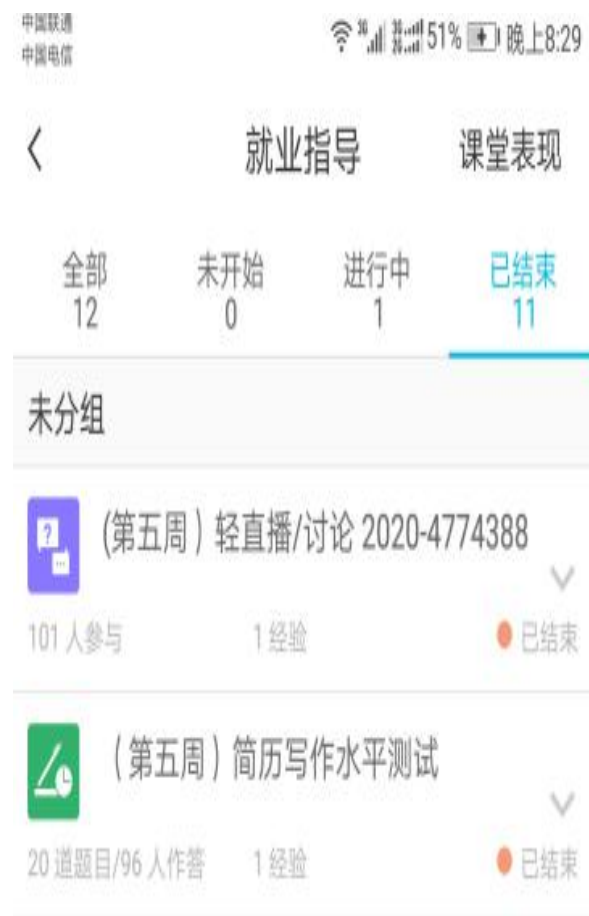 中国联通
中国电信
51% 晚上8:29
就业指导 课堂表现
全部 未开始 进行中 已结束
12 0 1 11
未分组
(第五周）轻直播/讨论 2020-4774388
101 人参与 1 经验 已结束
（第五周）简历写作水平测试
20 道题目/96 人作答 1 经验 已结束